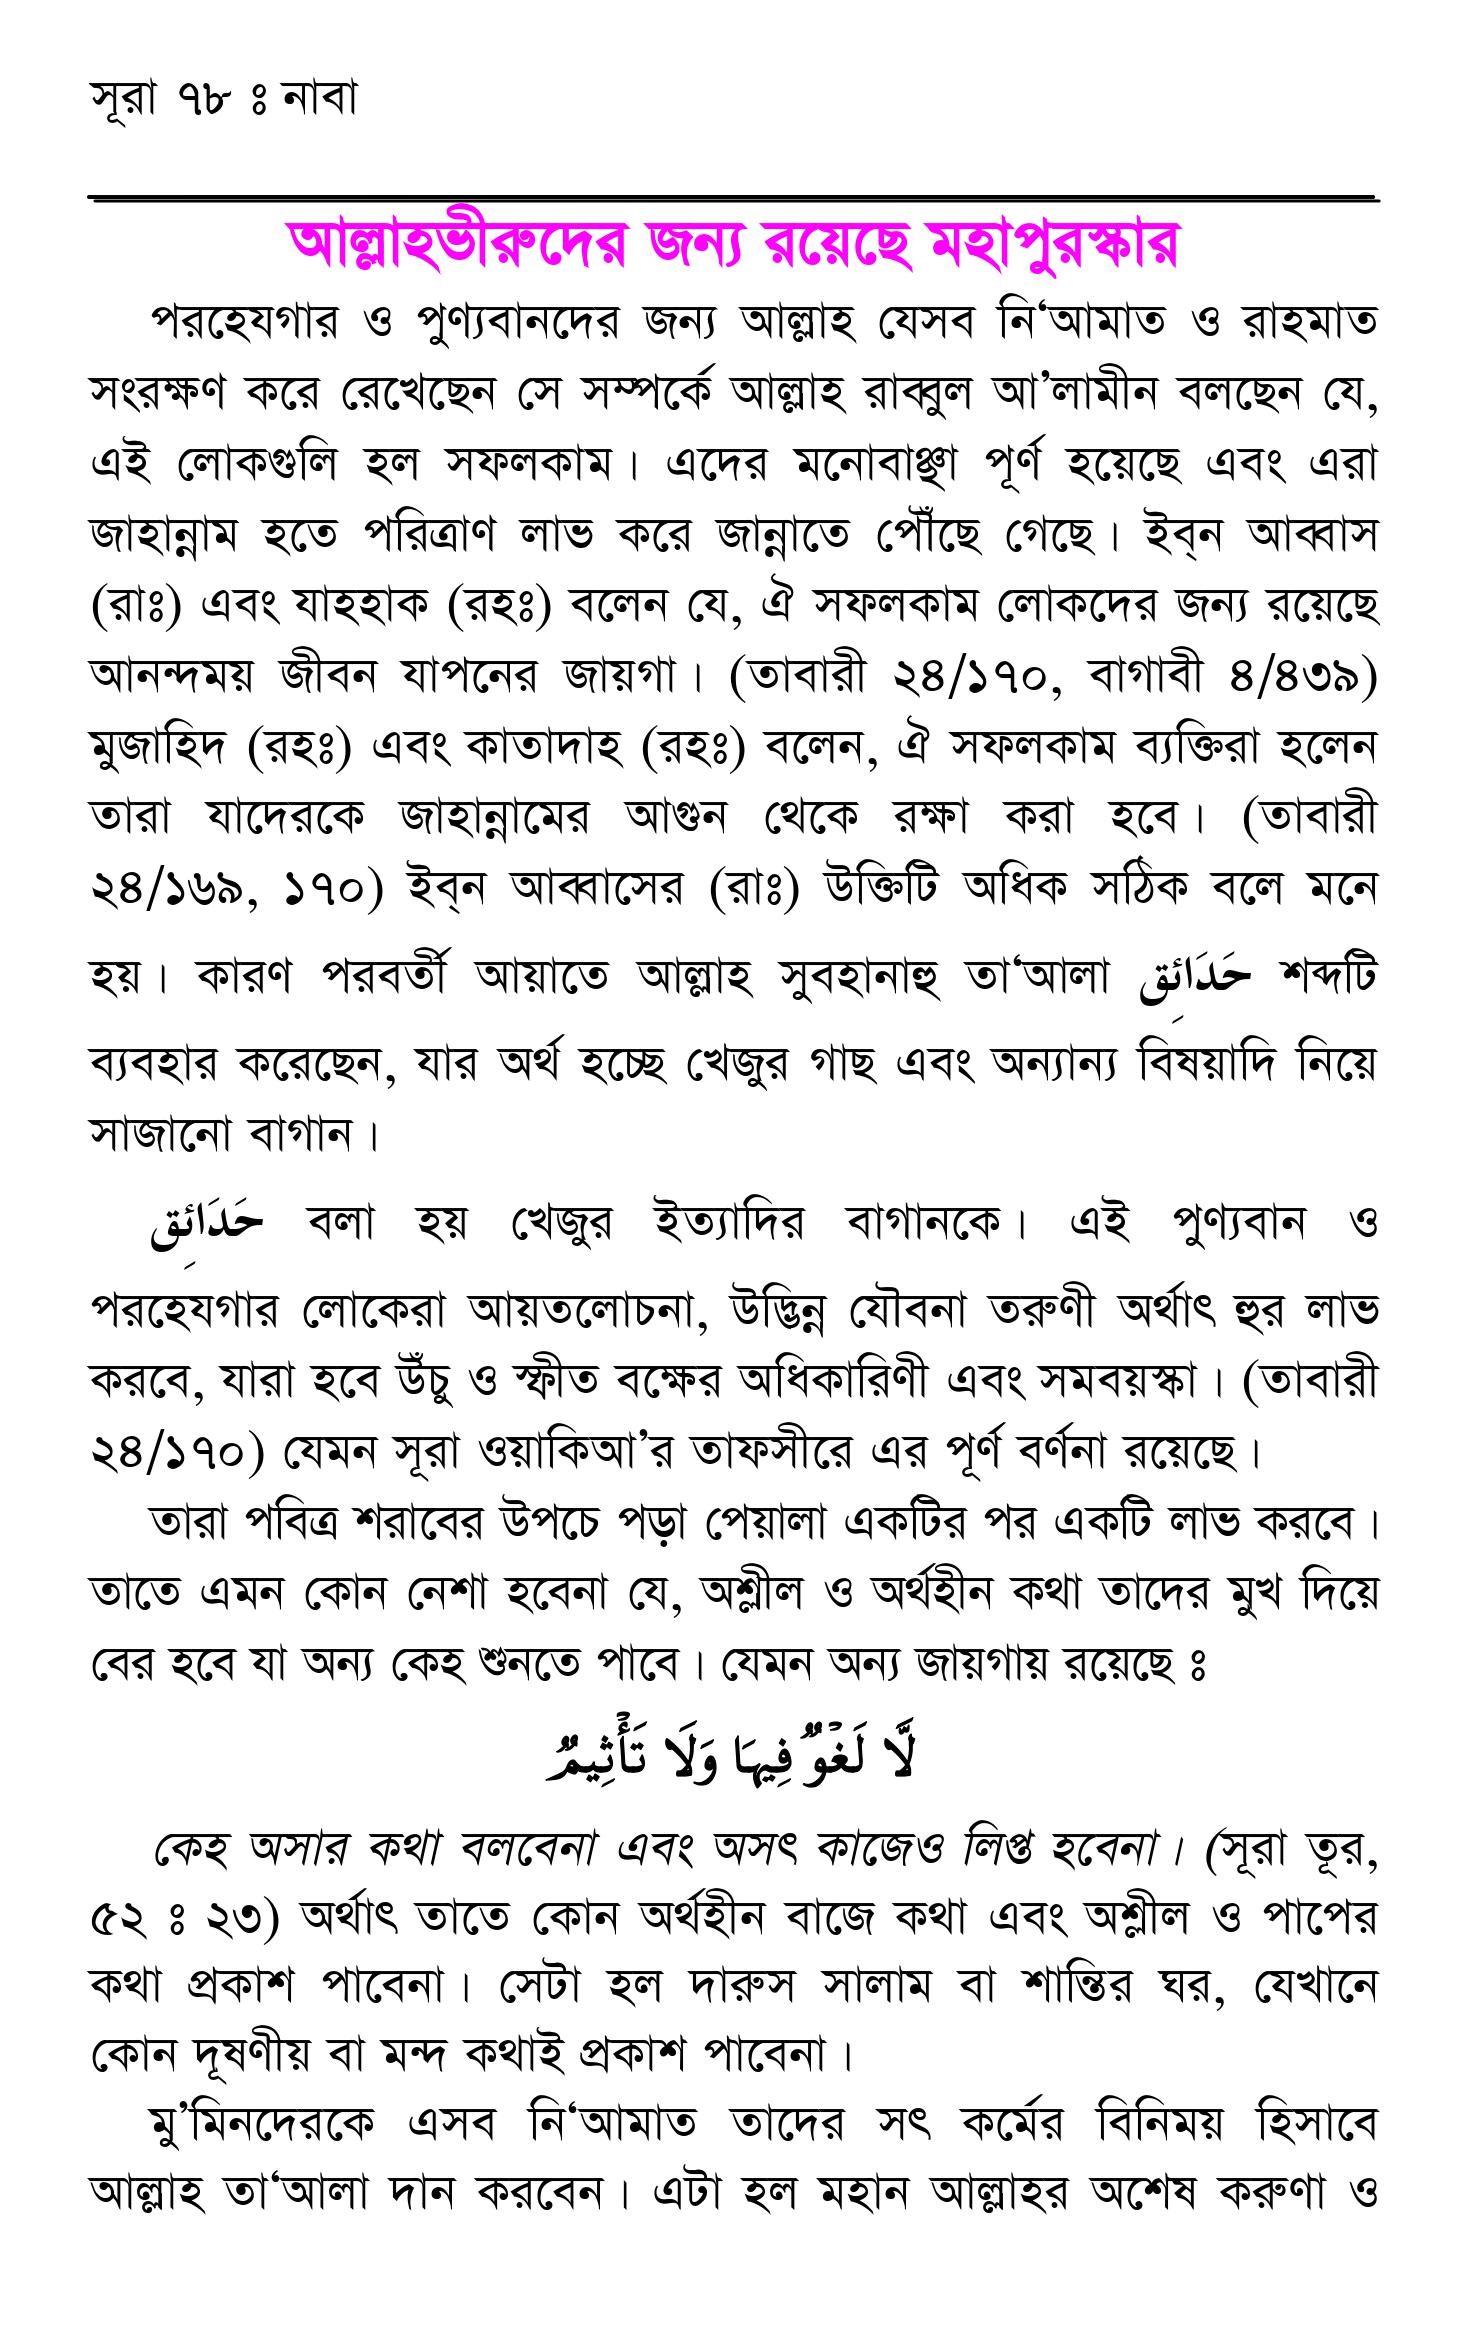 সূরা ৭৮ ঃ নাবা
আল্লাহভীরুদের জন্য রয়েছে মহাপুরস্কার
পরহেযগার ও পুণ্যবানদের জন্য আল্লাহ যেসব নি‘আমাত ও রাহমাত
সংরক্ষণ করে রেখেছেন সে সম্পর্কে আল্লাহ রাব্বুল আ’লামীন বলছেন যে,
এই লোকগুলি হল সফলকাম। এদের মনোবাঞ্ছা পূর্ণ হয়েছে এবং এরা
জাহান্নাম হতে পরিত্রাণ লাভ করে জান্নাতে পৌঁছে গেছে। ইব্‌ন আব্বাস
(রাঃ) এবং যাহহাক (রহঃ) বলেন যে, ঐ সফলকাম লোকদের জন্য রয়েছে
আনন্দময় জীবন যাপনের জায়গা। (তাবারী ২৪/১৭০, বাগাবী ৪/৪৩৯)
মুজাহিদ (রহঃ) এবং কাতাদাহ (রহঃ) বলেন, ঐ সফলকাম ব্যক্তিরা হলেন
তারা যাদেরকে জাহান্নামের আগুন থেকে রক্ষা করা হবে। (তাবারী
২৪/১৬৯, ১৭০) ইব্‌ন আব্বাসের (রাঃ) উক্তিটি অধিক সঠিক বলে মনে
হয়। কারণ পরবর্তী আয়াতে আল্লাহ সুবহানাহু তা‘আলা حَدَائِقِ শব্দটি
ব্যবহার করেছেন, যার অর্থ হচ্ছে খেজুর গাছ এবং অন্যান্য বিষয়াদি নিয়ে
সাজানো বাগান।
حَدَائِقِ বলা হয় খেজুর ইত্যাদির বাগানকে। এই পুণ্যবান ও
পরহেযগার লোকেরা আয়তলোচনা, উদ্ভিন্ন যৌবনা তরুণী অর্থাৎ হুর লাভ
করবে, যারা হবে উঁচু ও স্ফীত বক্ষের অধিকারিণী এবং সমবয়স্কা। (তাবারী
২৪/১৭০) যেমন সূরা ওয়াকিআ’র তাফসীরে এর পূর্ণ বর্ণনা রয়েছে।
তারা পবিত্র শরাবের উপচে পড়া পেয়ালা একটির পর একটি লাভ করবে।
তাতে এমন কোন নেশা হবেনা যে, অশ্লীল ও অর্থহীন কথা তাদের মুখ দিয়ে
বের হবে যা অন্য কেহ শুনতে পাবে। যেমন অন্য জায়গায় রয়েছে ঃ
لَّا لَغْوٌ فِيهَا وَلَا تَأْثِيمٌ
কেহ অসার কথা বলবেনা এবং অসৎ কাজেও লিপ্ত হবেনা। (সূরা তূর,
৫২ ঃ ২৩) অর্থাৎ তাতে কোন অর্থহীন বাজে কথা এবং অশ্লীল ও পাপের
কথা প্রকাশ পাবেনা। সেটা হল দারুস সালাম বা শান্তির ঘর, যেখানে
কোন দূষণীয় বা মন্দ কথাই প্রকাশ পাবেনা।
মু’মিনদেরকে এসব নি‘আমাত তাদের সৎ কর্মের বিনিময় হিসাবে
আল্লাহ তা‘আলা দান করবেন। এটা হল মহান আল্লাহর অশেষ করুণা ও